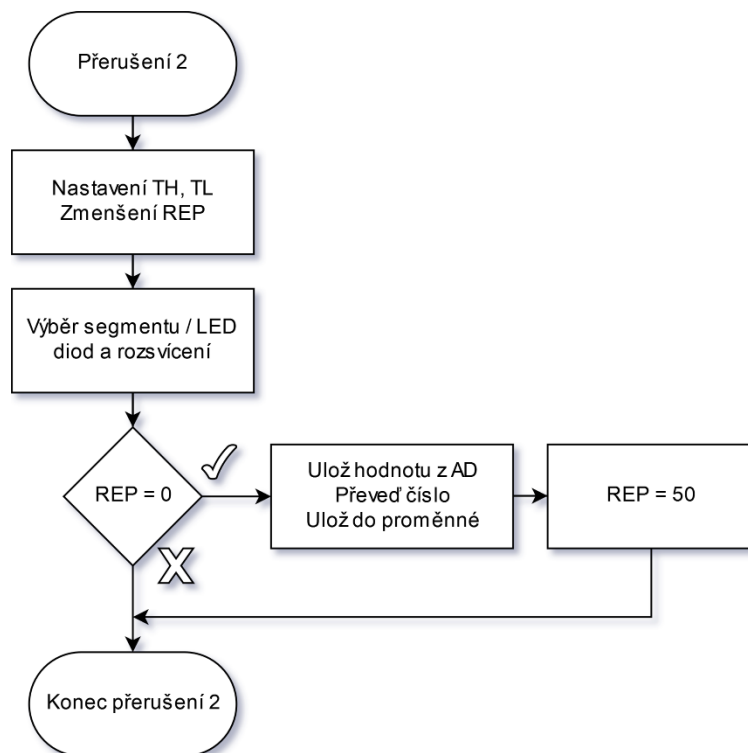 Přerušení 2
Nastavení TH, TL
Zmenšení REP
Výběr segmentu / LED
diod a rozsvícení
REP = 0
Ulož hodnotu z AD
Převeď číslo
Ulož do proměnné
REP = 50
Konec přerušení 2